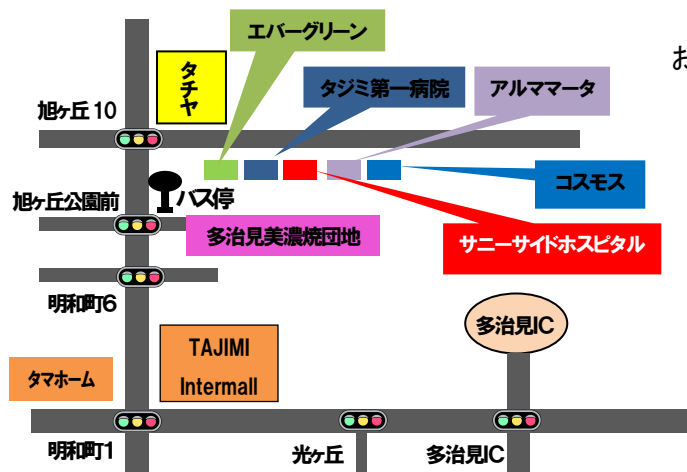 エバーグリーン
お
タチヤ
タジミ第一病院
アルママータ
旭ヶ丘10
コスモス
バス停
旭ヶ丘公園前
多治見美濃焼団地
サニーサイドホスピタル
明和町6
多治見IC
TAJIMI
Intermall
タマホーム
明和町1
光ヶ丘
多治見IC